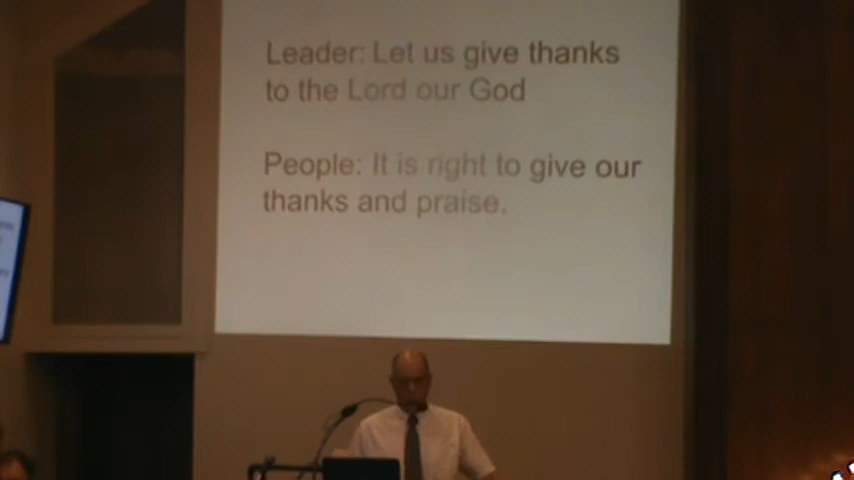 Leader: Let us give thanks
to the Lord our God
People: It is right to give our
thanks and praise.